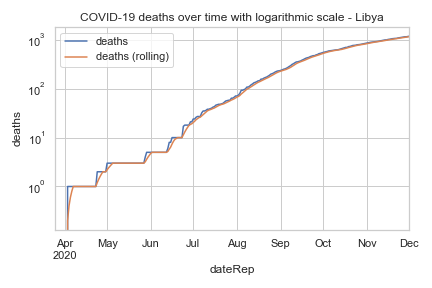 COVID-19 deaths over time with logarithmic scale - Libya
deaths
deaths (rolling)
10³
10²
10¹
10⁰
deaths
Apr May Jun Jul Aug Sep Oct Nov Dec
2020
dateRep